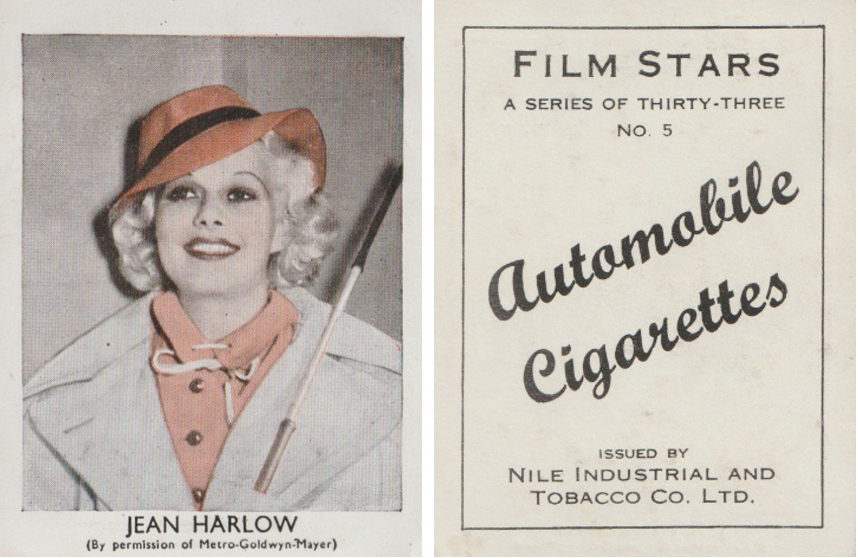 JEAN HARLOW
(By permission of Metro-Goldwyn-Mayer)
FILM STARS
A SERIES OF THIRTY-THREE
NO. 5
Automobile
Cigarettes
ISSUED BY
NILE INDUSTRIAL AND
TOBACCO CO. LTD.